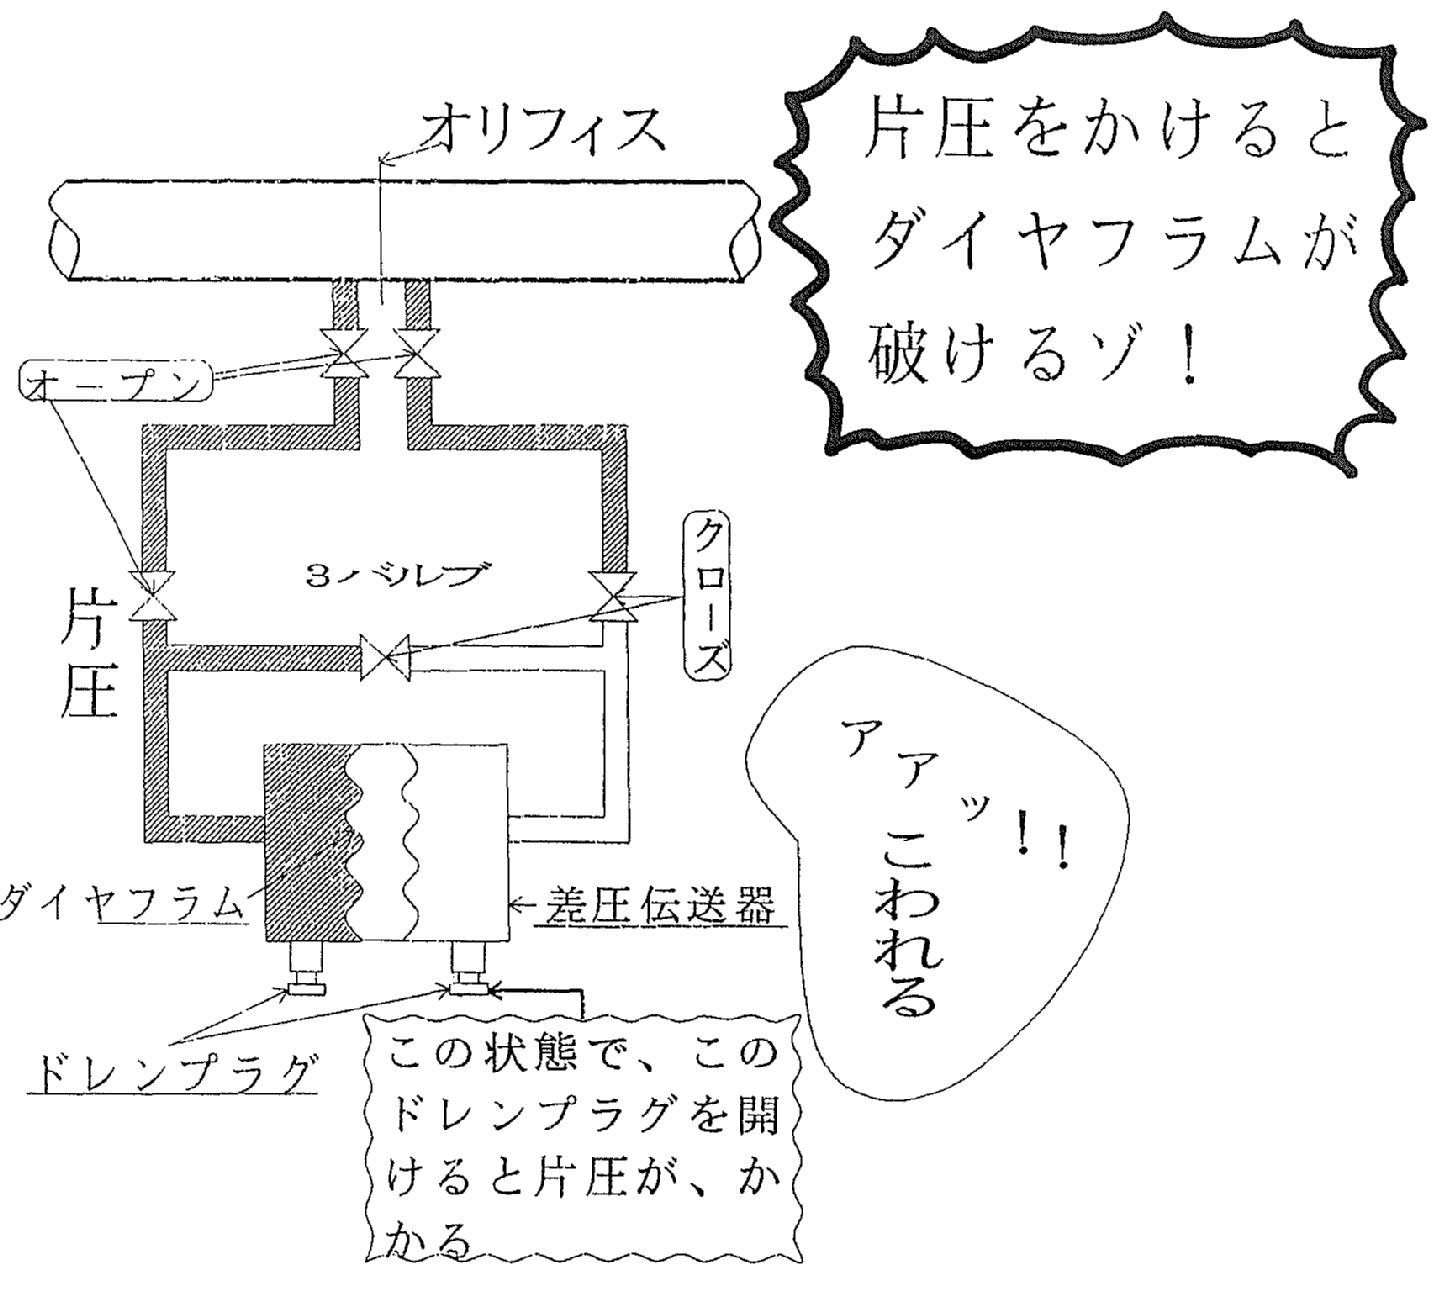 オリフィス
片圧をかけると
ダイヤフラムが
破けるゾ！
オープン
3バルブ
クローズ
片圧
アアッ！！
こわれる
ダイヤフラム
差圧伝送器
ドレンプラグ
この状態で、この
ドレンプラグを開
けると片圧が、か
かる